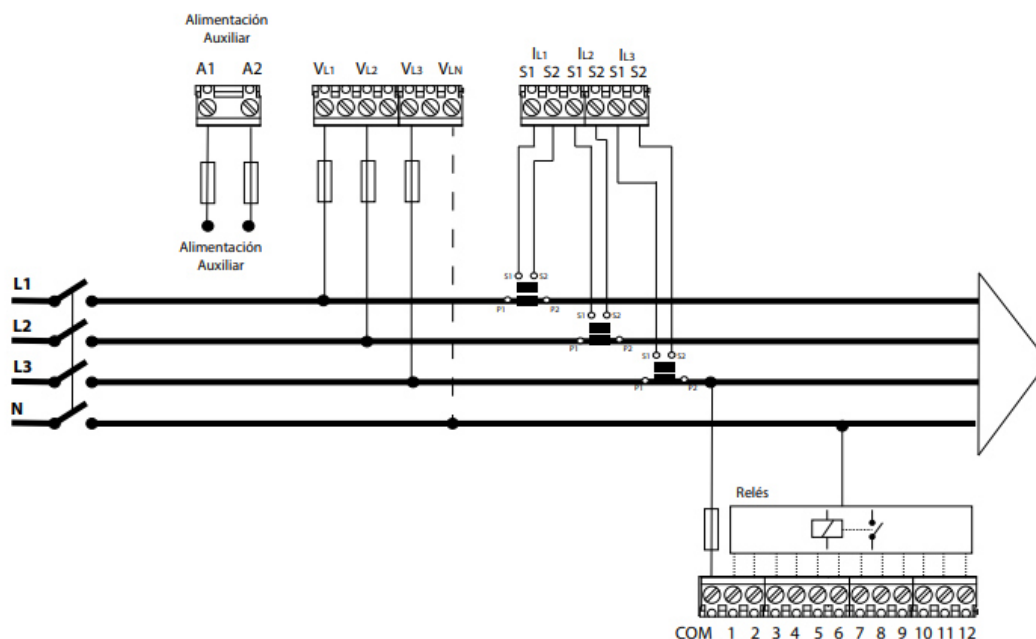 Alimentación
Auxiliar
A1 A2
VL1 VL2 VL3 VLN
IL1 IL2 IL3
S1 S2 S1 S2 S1 S2
Alimentación
Auxiliar
L1
S1 S2
P1 P2
L2
S1 S2
P1 P2
L3
S1 S2
P1 P2
N
Relés
COM 1 2 3 4 5 6 7 8 9 10 11 12